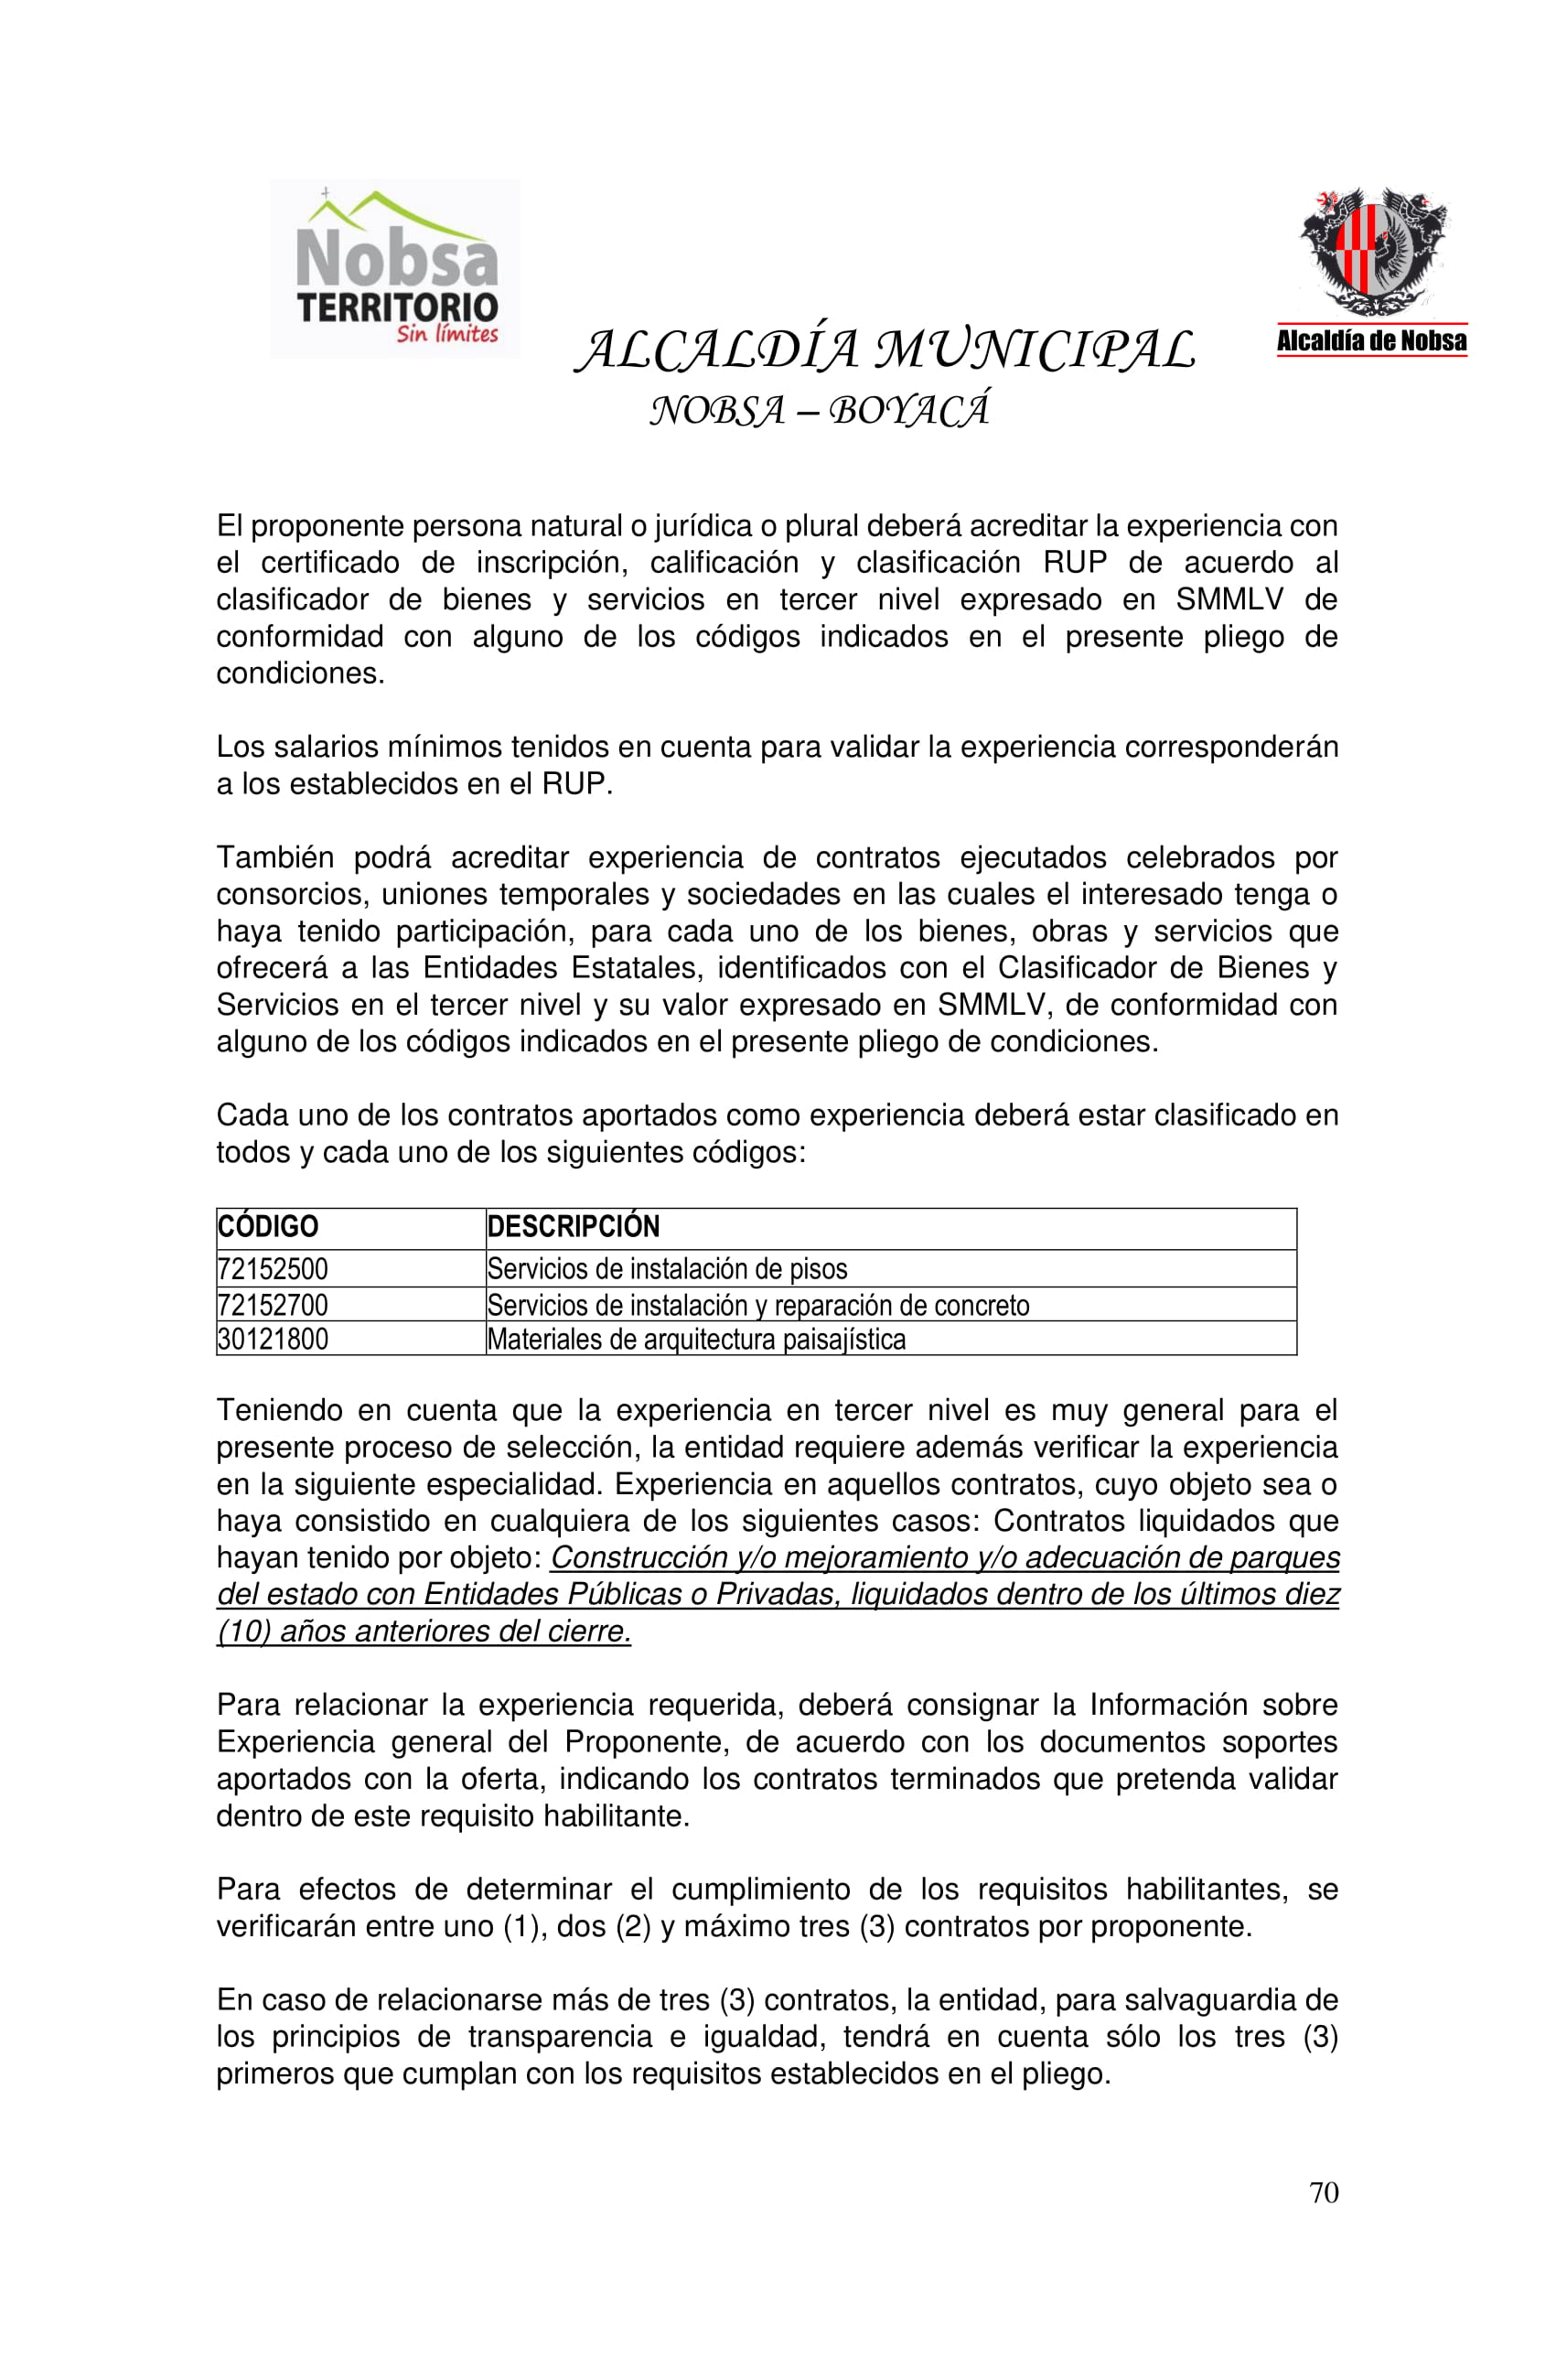 Nobsa
TERRITORIO
Sin límites
Alcaldía de Nobsa
ALCALDÍA MUNICIPAL
NOBSA – BOYACÁ
El proponente persona natural o jurídica o plural deberá acreditar la experiencia con
el certificado de inscripción, calificación y clasificación RUP de acuerdo al
clasificador de bienes y servicios en tercer nivel expresado en SMMLV de
conformidad con alguno de los códigos indicados en el presente pliego de
condiciones.
Los salarios mínimos tenidos en cuenta para validar la experiencia corresponderán
a los establecidos en el RUP.
También podrá acreditar experiencia de contratos ejecutados celebrados por
consorcios, uniones temporales y sociedades en las cuales el interesado tenga o
haya tenido participación, para cada uno de los bienes, obras y servicios que
ofrecerá a las Entidades Estatales, identificados con el Clasificador de Bienes y
Servicios en el tercer nivel y su valor expresado en SMMLV, de conformidad con
alguno de los códigos indicados en el presente pliego de condiciones.
Cada uno de los contratos aportados como experiencia deberá estar clasificado en
todos y cada uno de los siguientes códigos:
CÓDIGO DESCRIPCIÓN
72152500 Servicios de instalación de pisos
72152700 Servicios de instalación y reparación de concreto
30121800 Materiales de arquitectura paisajística
Teniendo en cuenta que la experiencia en tercer nivel es muy general para el
presente proceso de selección, la entidad requiere además verificar la experiencia
en la siguiente especialidad. Experiencia en aquellos contratos, cuyo objeto sea o
haya consistido en cualquiera de los siguientes casos: Contratos liquidados que
hayan tenido por objeto: Construcción y/o mejoramiento y/o adecuación de parques
del estado con Entidades Públicas o Privadas, liquidados dentro de los últimos diez
(10) años anteriores del cierre.
Para relacionar la experiencia requerida, deberá consignar la Información sobre
Experiencia general del Proponente, de acuerdo con los documentos soportes
aportados con la oferta, indicando los contratos terminados que pretenda validar
dentro de este requisito habilitante.
Para efectos de determinar el cumplimiento de los requisitos habilitantes, se
verificarán entre uno (1), dos (2) y máximo tres (3) contratos por proponente.
En caso de relacionarse más de tres (3) contratos, la entidad, para salvaguardia de
los principios de transparencia e igualdad, tendrá en cuenta sólo los tres (3)
primeros que cumplan con los requisitos establecidos en el pliego.
70